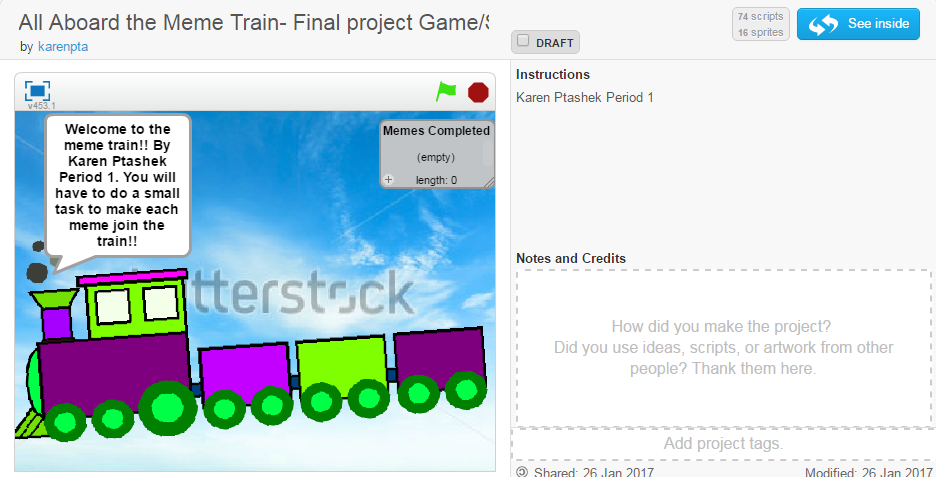 All Aboard the Meme Train- Final project Game/S
by karenpta
DRAFT
74 scripts
16 sprites
See inside
v453.1
Welcome to the
meme train!! By
Karen Ptashek
Period 1. You will
have to do a small
task to make each
meme join the
train!!
Memes Completed
(empty)
+ length: 0
tterstock
Instructions
Karen Ptashek Period 1
Notes and Credits
How did you make the project?
Did you use ideas, scripts, or artwork from other
people? Thank them here.
Add project tags.
Shared: 26 Jan 2017 Modified: 26 Jan 2017